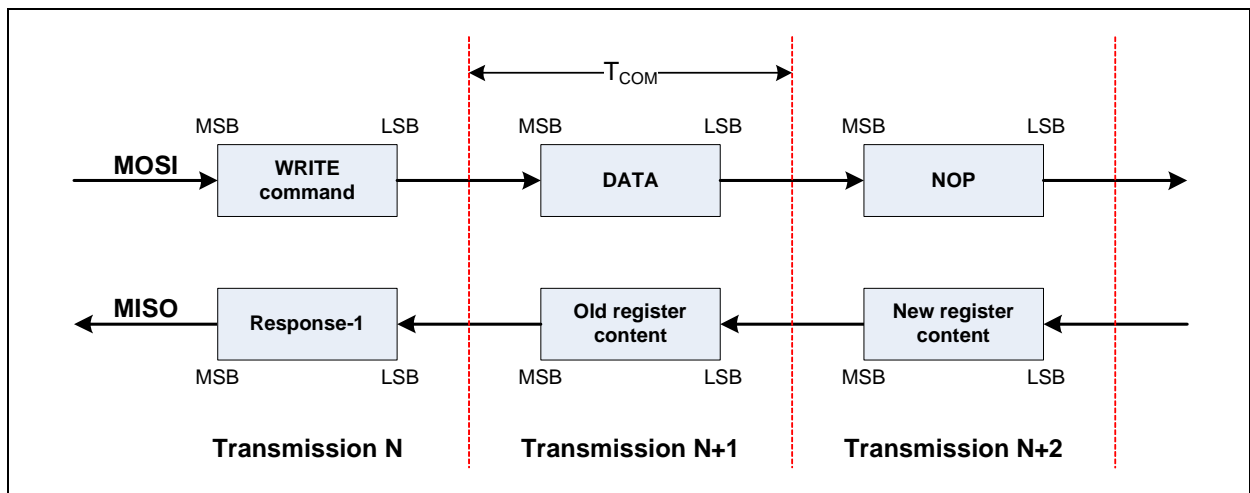 T_COM
MSB LSB MSB LSB MSB LSB
MOSI
WRITE
command
DATA
NOP
MISO
Response-1
Old register
content
New register
content
MSB LSB MSB LSB MSB LSB
Transmission N Transmission N+1 Transmission N+2